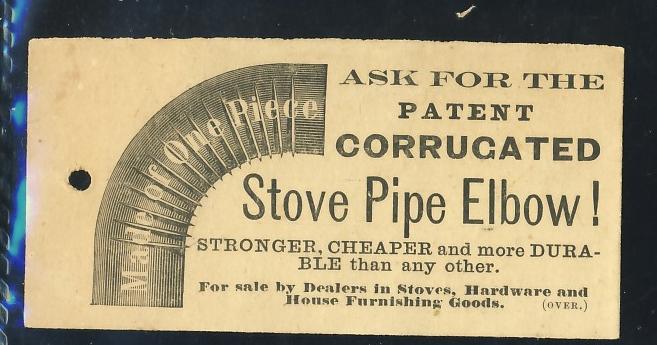 Made of One Piece
ASK FOR THE
PATENT
CORRUGATED
Stove Pipe Elbow!
STRONGER, CHEAPER and more DURA-
BLE than any other.
For sale by Dealers in Stoves, Hardware and
House Furnishing Goods.
(OVER.)